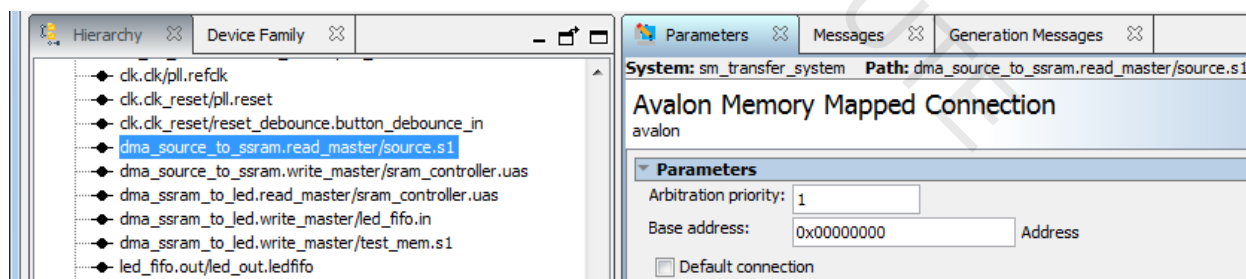 Hierarchy
Device Family
clk.clk/pll.refclk
clk.clk_reset/pll.reset
clk.clk_reset/reset_debounce.button_debounce_in
dma_source_to_ssram.read_master/source.s1
dma_source_to_ssram.write_master/sram_controller.uas
dma_ssram_to_led.read_master/sram_controller.uas
dma_ssram_to_led.write_master/led_fifo.in
dma_ssram_to_led.write_master/test_mem.s1
led_fifo.out/led_out.ledfifo
Parameters
Messages
Generation Messages
System: sm_transfer_system Path: dma_source_to_ssram.read_master/source.s1
Avalon Memory Mapped Connection
avalon
Parameters
Arbitration priority: 1
Base address: 0x00000000 Address
Default connection